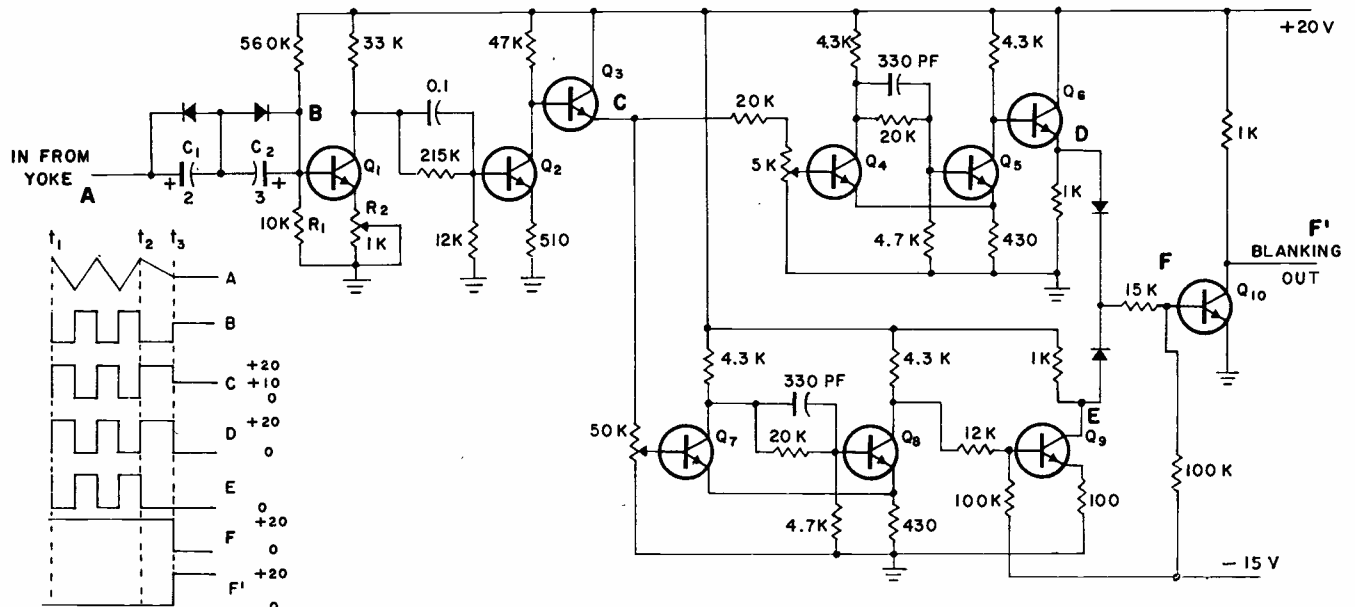 +20 V
560K
33 K
47K
4.3K
4.3 K
330 PF
Q3
Q6
C
D
0.1
20 K
20K
1K
B
C1
C2
IN FROM
YOKE
A
+
2
3
+
Q1
215K
Q2
5K
Q4
Q5
1K
F'
BLANKING
OUT
R2
10K
R1
1K
12K
510
4.7K
430
F
15 K
Q10
t1
t2
t3
A
B
+20
C
+10
0
+20
D
0
E
0
+20
F
0
+20
F'
0
4.3 K
4.3 K
1K
330 PF
E
50K
Q7
20K
Q8
12K
Q9
100K
100K
100
4.7K
430
– 15 V